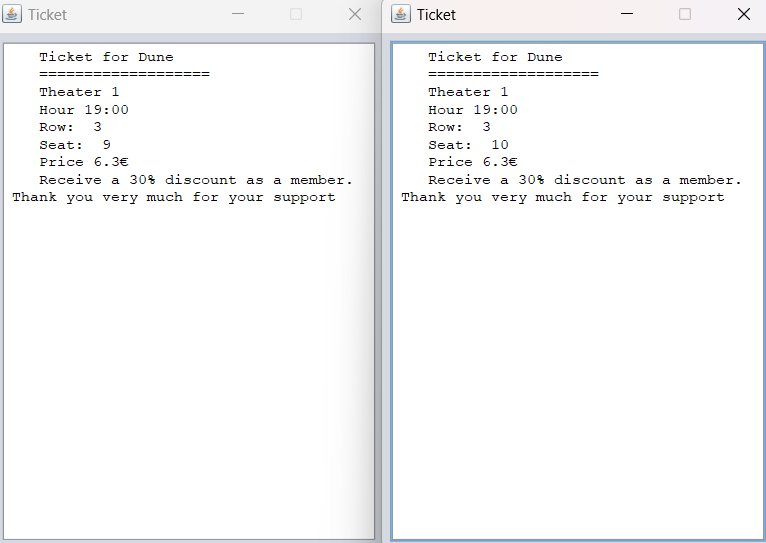 Ticket
Ticket for Dune
===================
Theater 1
Hour 19:00
Row:  3
Seat:  9
Price 6.3€
Receive a 30% discount as a member.
Thank you very much for your support
Ticket
Ticket for Dune
===================
Theater 1
Hour 19:00
Row:  3
Seat:  10
Price 6.3€
Receive a 30% discount as a member.
Thank you very much for your support